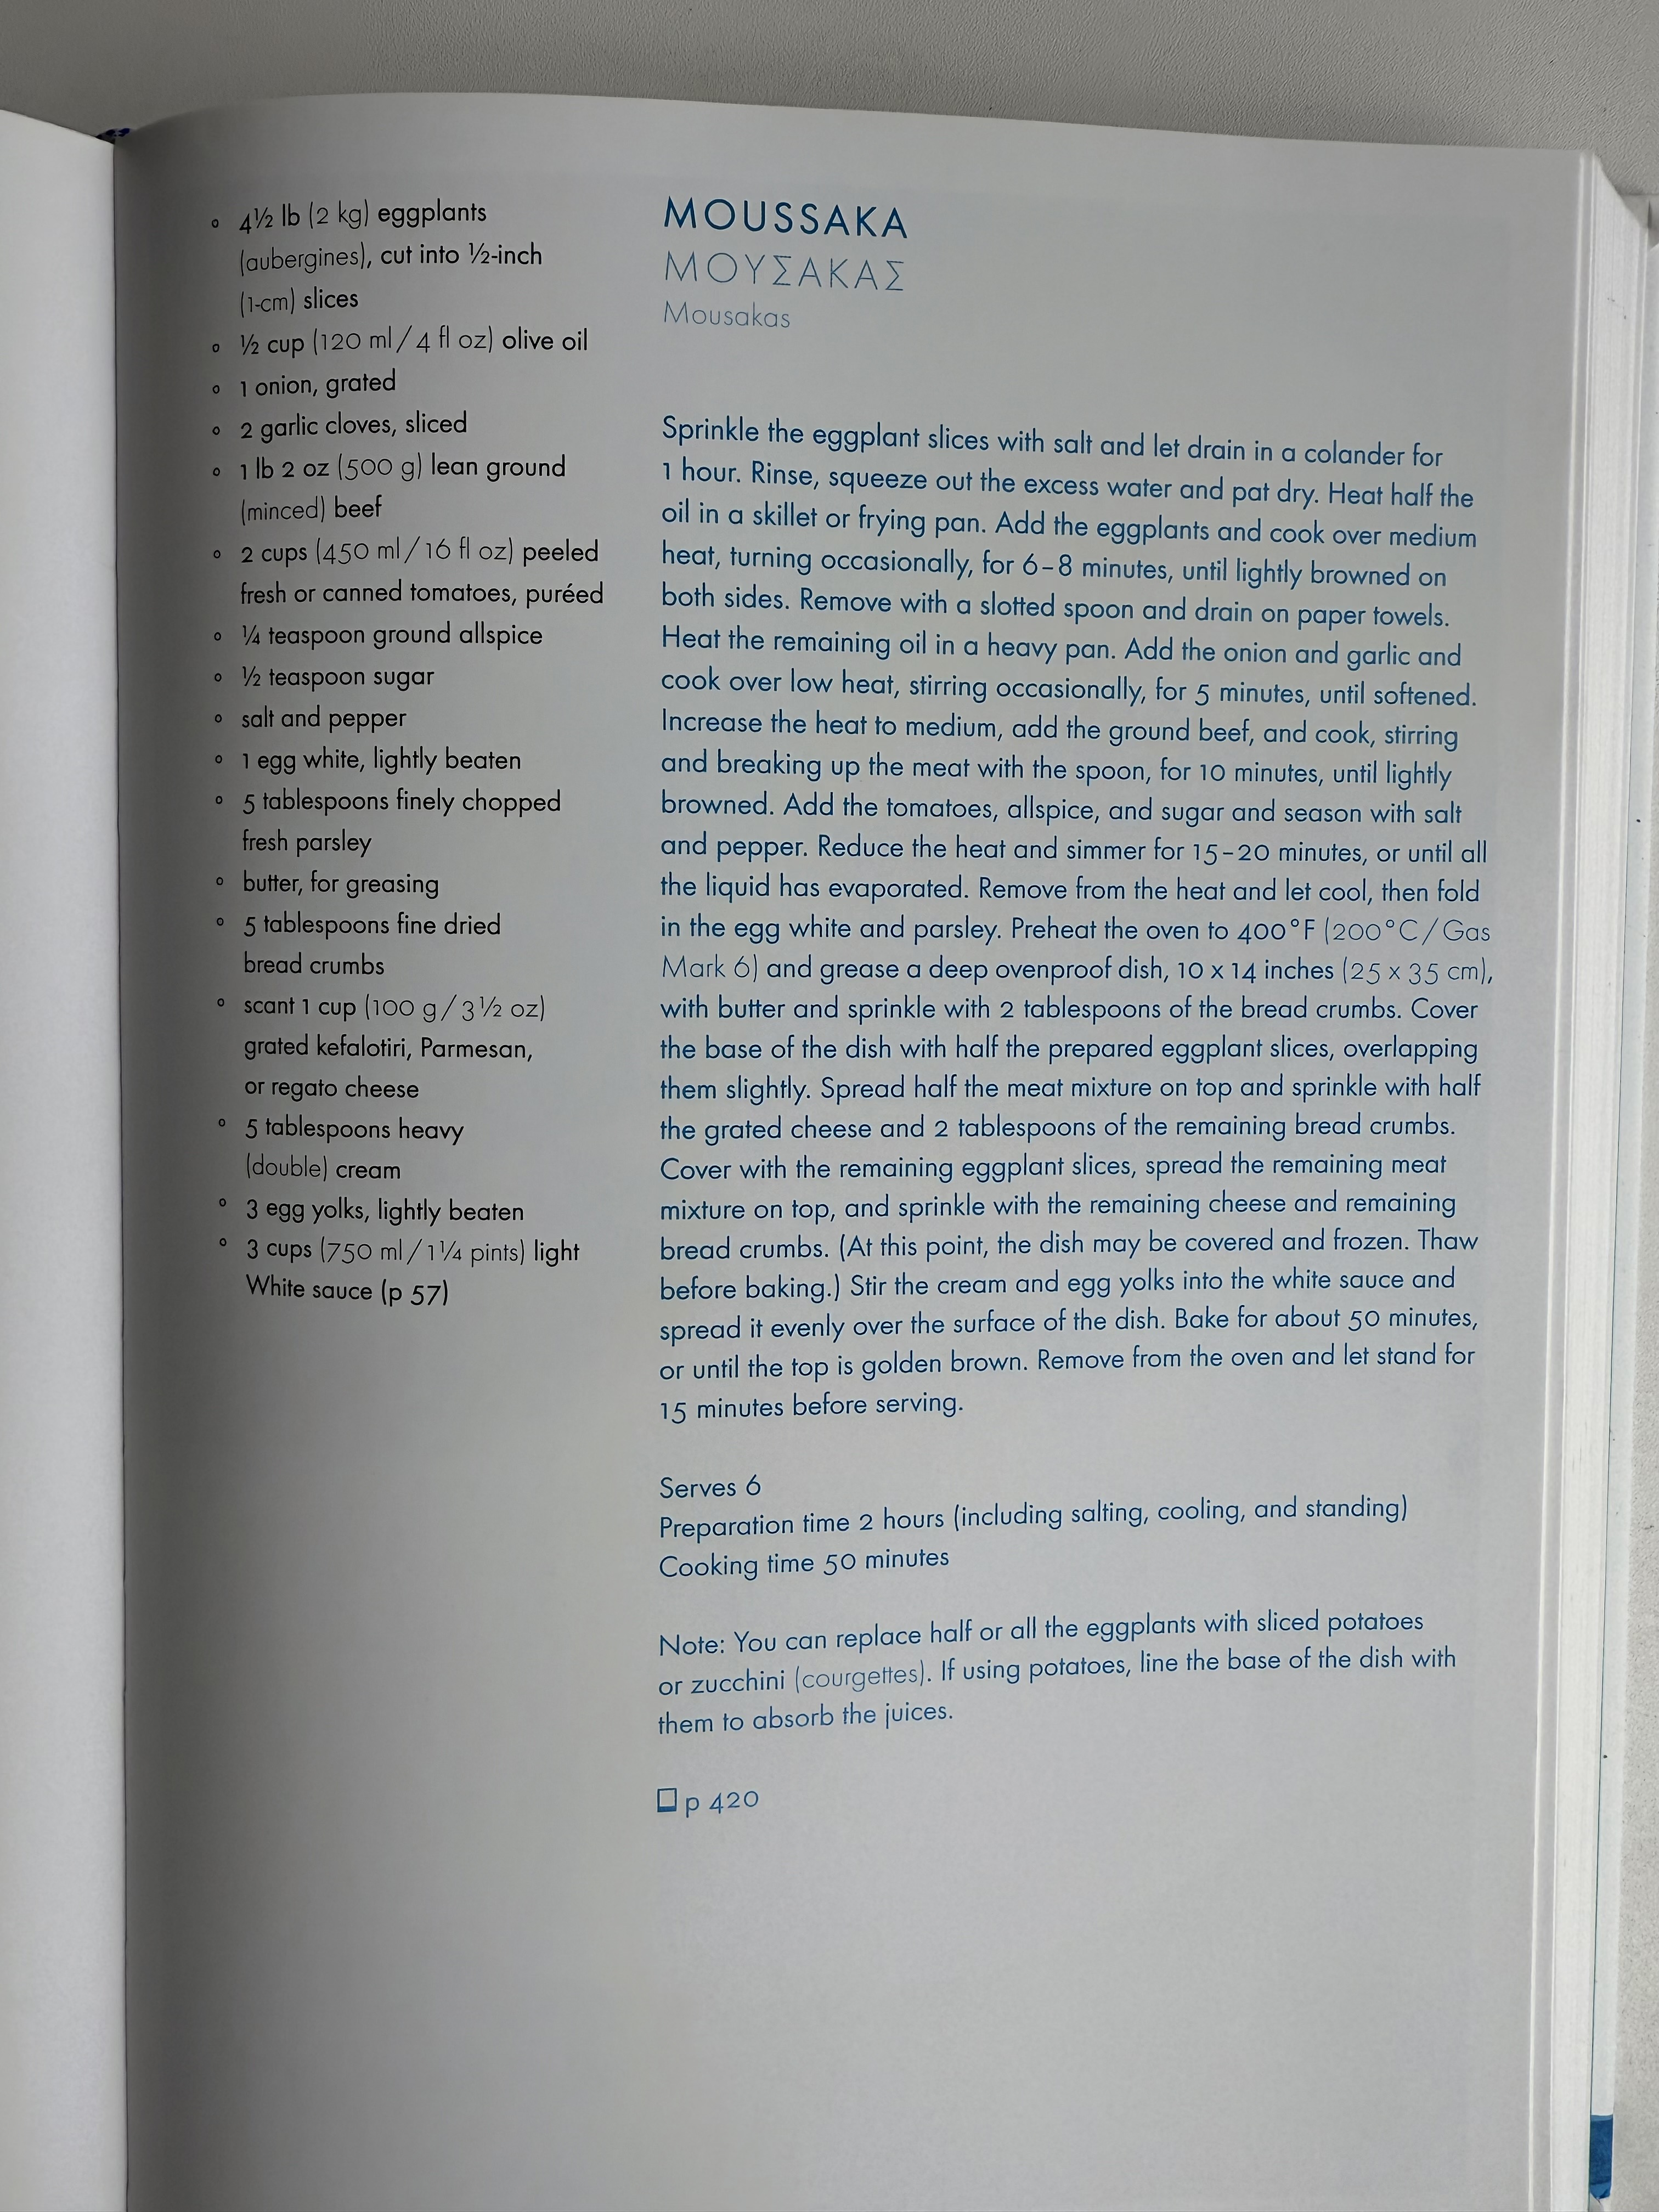 4½ lb (2 kg) eggplants
(aubergines), cut into ½-inch
(1-cm) slices
½ cup (120 ml / 4 fl oz) olive oil
1 onion, grated
2 garlic cloves, sliced
1 lb 2 oz (500 g) lean ground
(minced) beef
2 cups (450 ml / 16 fl oz) peeled
fresh or canned tomatoes, puréed
¼ teaspoon ground allspice
½ teaspoon sugar
salt and pepper
1 egg white, lightly beaten
5 tablespoons finely chopped
fresh parsley
butter, for greasing
5 tablespoons fine dried
bread crumbs
scant 1 cup (100 g / 3½ oz)
grated kefalotiri, Parmesan,
or regato cheese
5 tablespoons heavy
(double) cream
3 egg yolks, lightly beaten
3 cups (750 ml / 1¼ pints) light
White sauce (p 57)
MOUSSAKA
ΜΟΥΣΑΚΑΣ
Mousakas
Sprinkle the eggplant slices with salt and let drain in a colander for
1 hour. Rinse, squeeze out the excess water and pat dry. Heat half the
oil in a skillet or frying pan. Add the eggplants and cook over medium
heat, turning occasionally, for 6–8 minutes, until lightly browned on
both sides. Remove with a slotted spoon and drain on paper towels.
Heat the remaining oil in a heavy pan. Add the onion and garlic and
cook over low heat, stirring occasionally, for 5 minutes, until softened.
Increase the heat to medium, add the ground beef, and cook, stirring
and breaking up the meat with the spoon, for 10 minutes, until lightly
browned. Add the tomatoes, allspice, and sugar and season with salt
and pepper. Reduce the heat and simmer for 15–20 minutes, or until all
the liquid has evaporated. Remove from the heat and let cool, then fold
in the egg white and parsley. Preheat the oven to 400°F (200°C / Gas
Mark 6) and grease a deep ovenproof dish, 10 x 14 inches (25 x 35 cm),
with butter and sprinkle with 2 tablespoons of the bread crumbs. Cover
the base of the dish with half the prepared eggplant slices, overlapping
them slightly. Spread half the meat mixture on top and sprinkle with half
the grated cheese and 2 tablespoons of the remaining bread crumbs.
Cover with the remaining eggplant slices, spread the remaining meat
mixture on top, and sprinkle with the remaining cheese and remaining
bread crumbs. (At this point, the dish may be covered and frozen. Thaw
before baking.) Stir the cream and egg yolks into the white sauce and
spread it evenly over the surface of the dish. Bake for about 50 minutes,
or until the top is golden brown. Remove from the oven and let stand for
15 minutes before serving.
Serves 6
Preparation time 2 hours (including salting, cooling, and standing)
Cooking time 50 minutes
Note: You can replace half or all the eggplants with sliced potatoes
or zucchini (courgettes). If using potatoes, line the base of the dish with
them to absorb the juices.
p 420